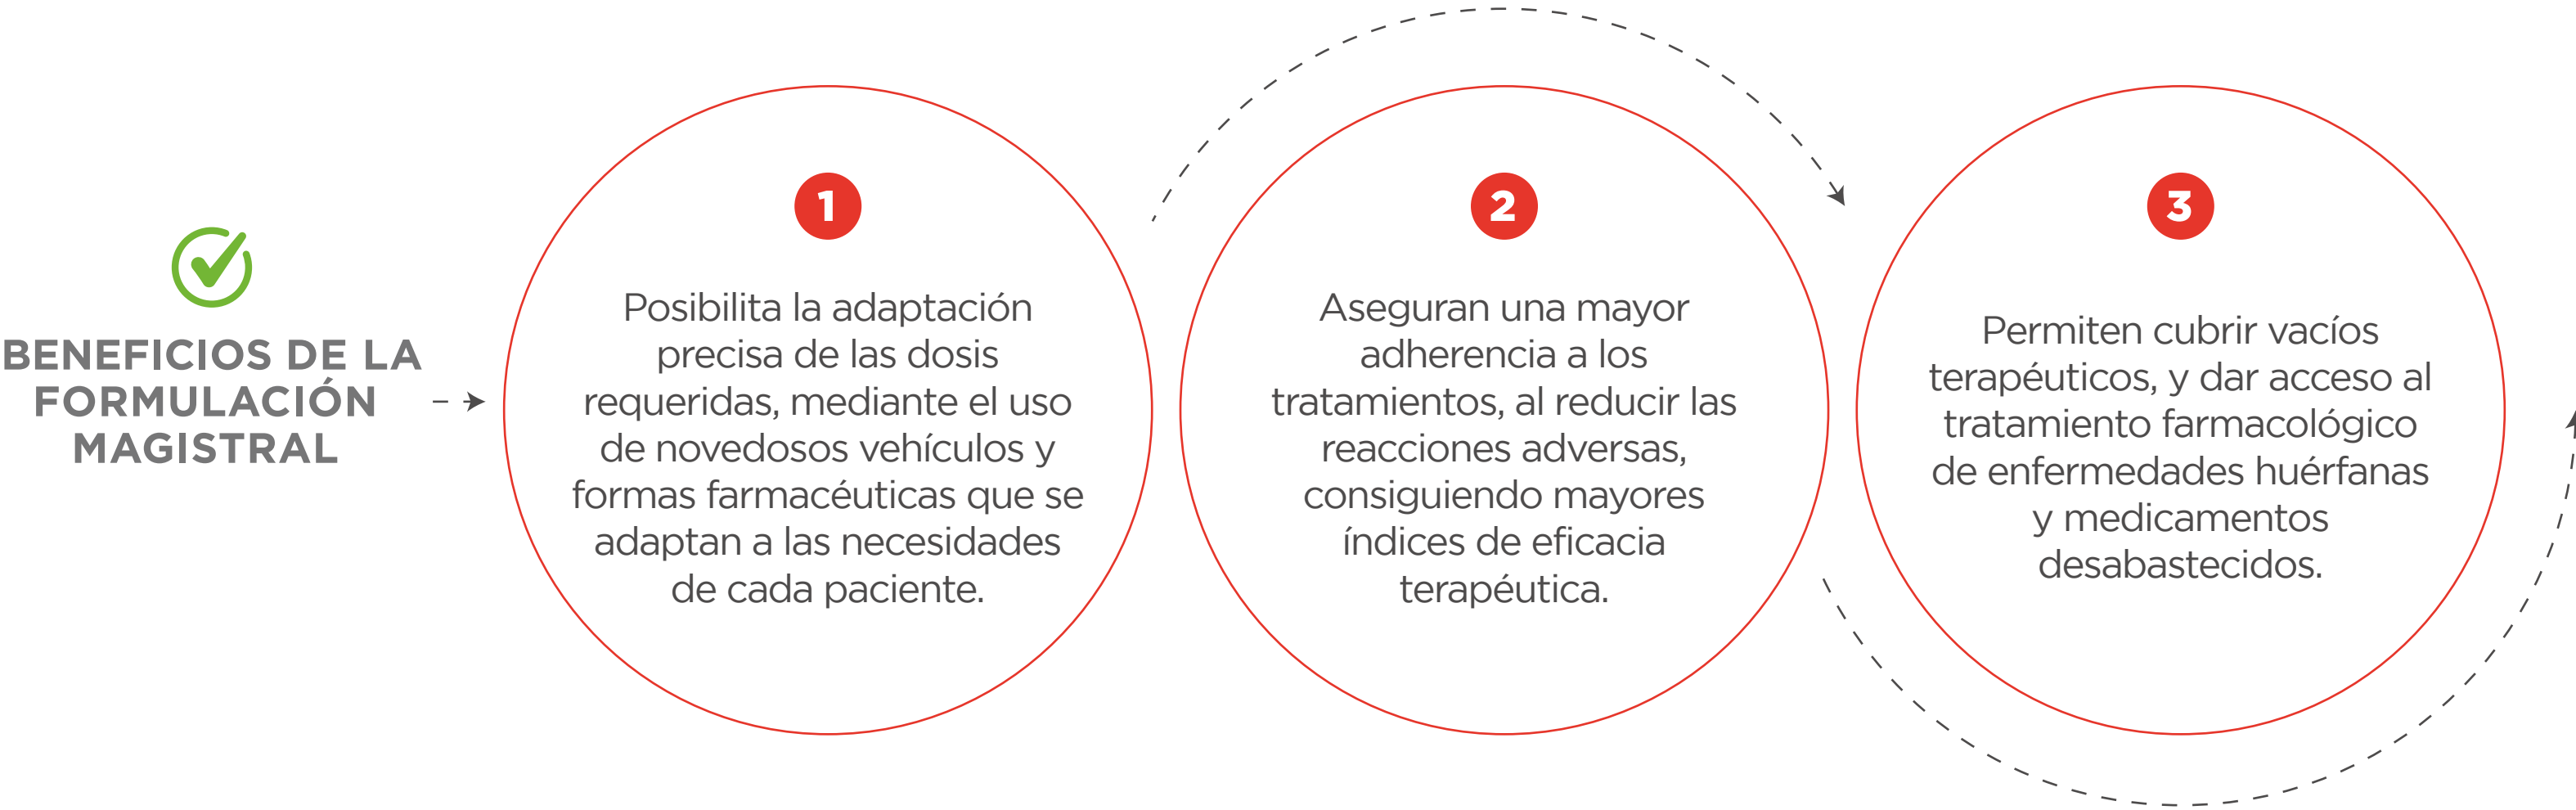 BENEFICIOS DE LA
FORMULACIÓN
MAGISTRAL
1
Posibilita la adaptación
precisa de las dosis
requeridas, mediante el uso
de novedosos vehículos y
formas farmacéuticas que se
adaptan a las necesidades
de cada paciente.
2
Aseguran una mayor
adherencia a los
tratamientos, al reducir las
reacciones adversas,
consiguiendo mayores
índices de eficacia
terapéutica.
3
Permiten cubrir vacíos
terapéuticos, y dar acceso al
tratamiento farmacológico
de enfermedades huérfanas
y medicamentos
desabastecidos.